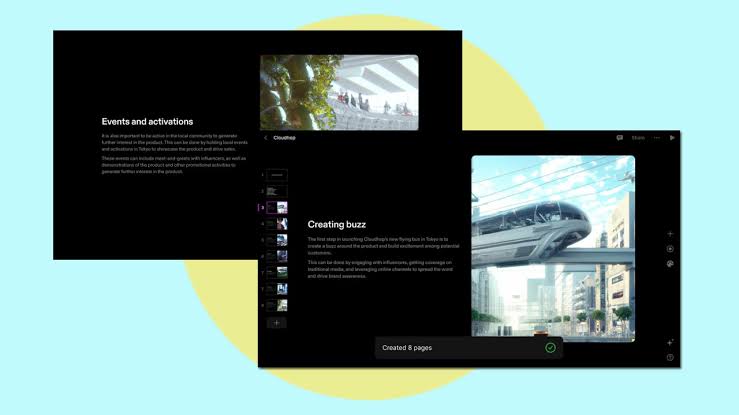 Events and activations
It is also important to be active in the local community to generate
further interest in the product. This can be done by holding local events
and activations in Tokyo to showcase the product and drive sales.
These events can include meet-and-greets with influencers, as well as
demonstrations of the product and other promotional activities to
generate further interest in the product.
Cloudhop
Share
1
2
3
4
5
6
7
7
8
Creating buzz
The first step in launching Cloudhop's new flying bus in Tokyo is to
create a buzz around the product and build excitement among potential
customers.
This can be done by engaging with influencers, getting coverage on
traditional media, and leveraging online channels to spread the word
and drive brand awareness.
Created 8 pages